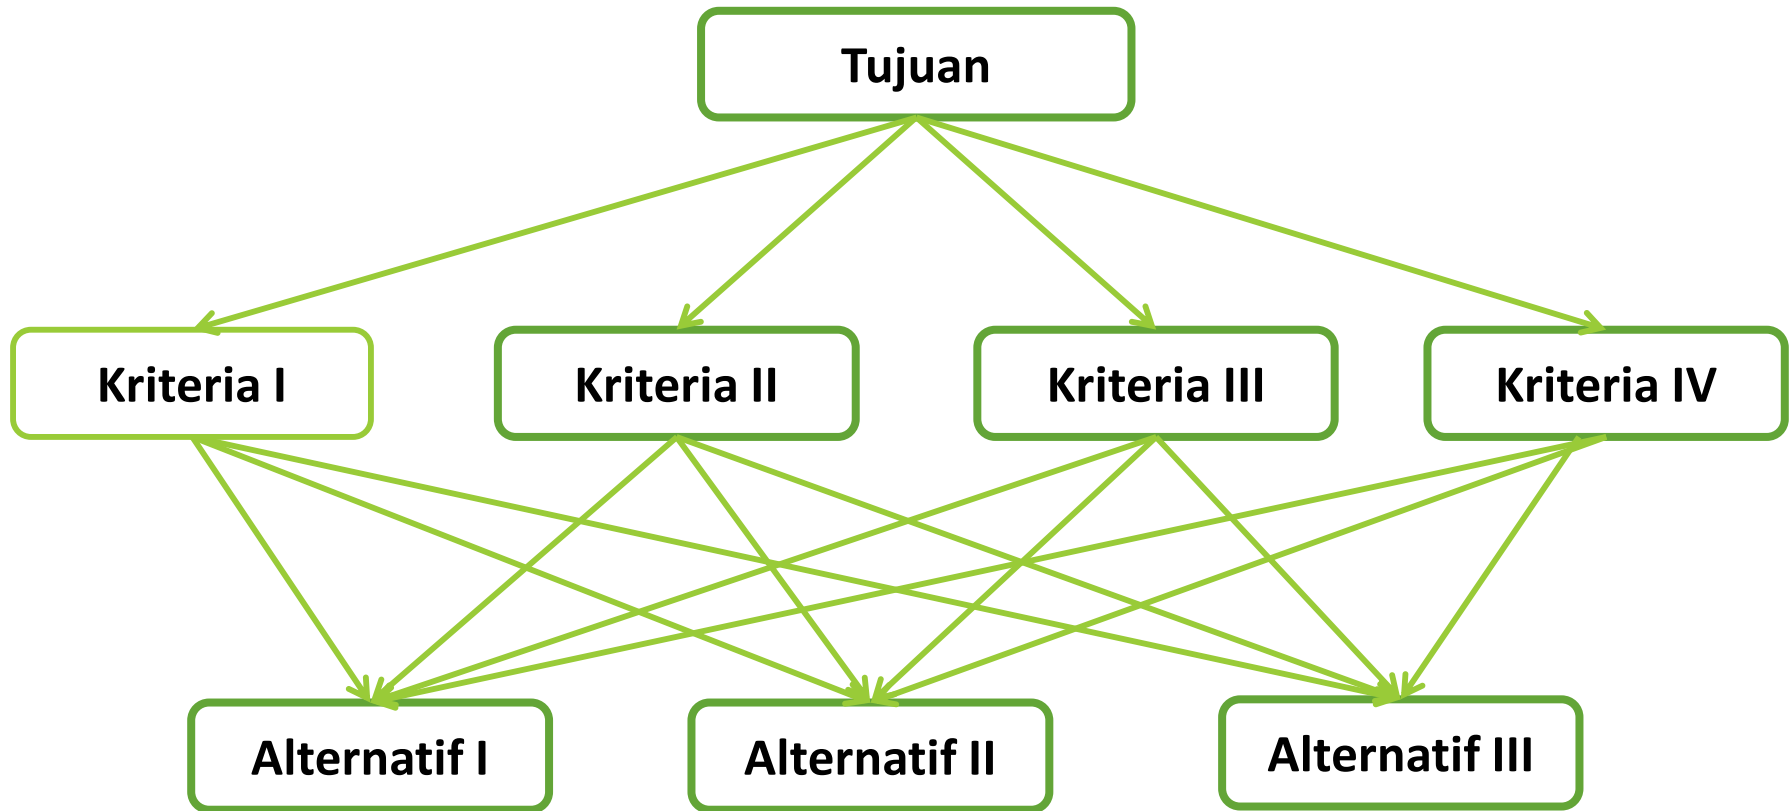 Tujuan
Kriteria I
Kriteria II
Kriteria III
Kriteria IV
Alternatif I
Alternatif II
Alternatif III